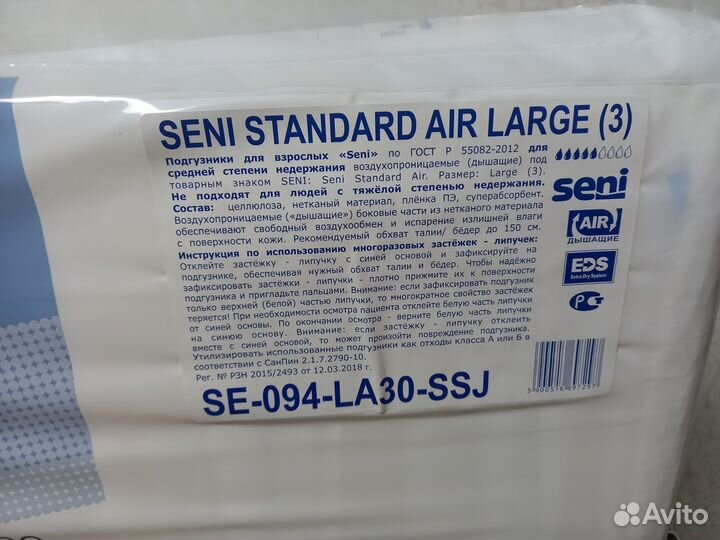 SENI STANDARD AIR LARGE (3)
Подгузники для взрослых «Seni» по ГОСТ Р 55082-2012 для
средней степени недержания воздухопроницаемые (дышащие) под
товарным знаком SENI: Seni Standard Air. Размер: Large (3).
Не подходят для людей с тяжёлой степенью недержания.
Состав: целлюлоза, нетканый материал, плёнка ПЭ, суперабсорбент.
Воздухопроницаемые («дышащие») боковые части из нетканого материала
обеспечивают свободный воздухообмен и испарение излишней влаги
с поверхности кожи. Рекомендуемый обхват талии/ бёдер до 150 см.
Инструкция по использованию многоразовых застёжек - липучек:
Отклейте застёжку - липучку с синей основой и зафиксируйте на
подгузнике, обеспечивая нужный обхват талии и бёдер. Чтобы надёжно
зафиксировать застёжки - липучки - плотно прижмите их к поверхности
подгузника и пригладьте пальцами. Внимание: если зафиксировать подгузник
только верхней (белой) частью липучки, то многократное свойство застёжек
теряется! При необходимости осмотра пациента отклейте белую часть липучки
от синей основы. По окончании осмотра - верните белую часть липучки
на синюю основу. Внимание: если застёжку - липучку отклеить
вместе с синей основой, то может произойти повреждение подгузника.
Утилизировать использованные подгузники как отходы класса А или Б в
соответствии с СанПин 2.1.7.2790-10.
Рег. № РЗН 2015/2493 от 12.03.2018 г.
SE-094-LA30-SSJ
seni
AIR
ДЫШАЩИЕ
EDS
Extra Dry System
5900516697297
Avito